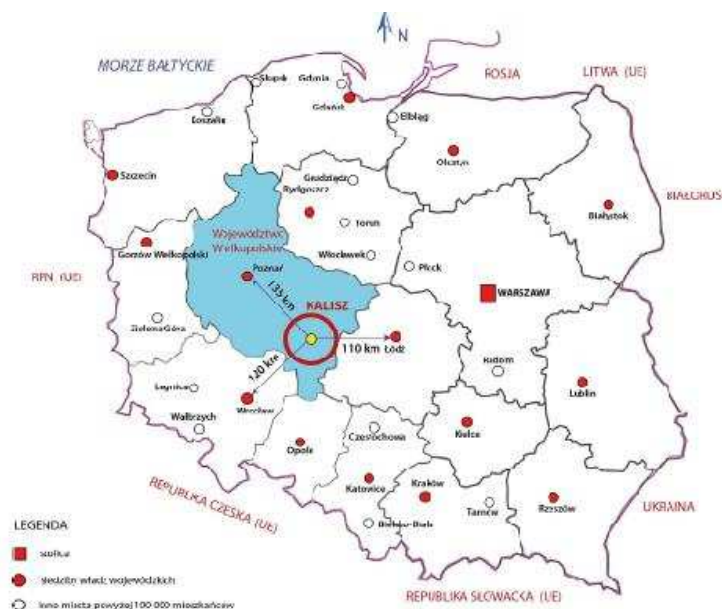 N
MORZE BAŁTYCKIE
ROSJA
LITWA (UE)
Słupsk
Gdynia
Gdańsk
Elbląg
Koszalin
Olsztyn
Szczecin
Grudziądz
Bydgoszcz
Białystok
BIAŁORUŚ
Toruń
Województwo
Wielkopolskie
Gorzów Wielkopolski
Włocławek
Płock
RFN (UE)
Poznań
WARSZAWA
135 km
KALISZ
Zielona Góra
110 km
Łódź
Radom
120 km
Legnica
Wrocław
Lublin
Wałbrzych
Częstochowa
Kielce
Opole
Katowice
Kraków
REPUBLIKA CZESKA (UE)
Tarnów
Rzeszów
UKRAINA
Bielsko-Biała
LEGENDA
stolica
siedziby władz wojewódzkich
inne miasta powyżej 100 000 mieszkańców
REPUBLIKA SŁOWACKA (UE)